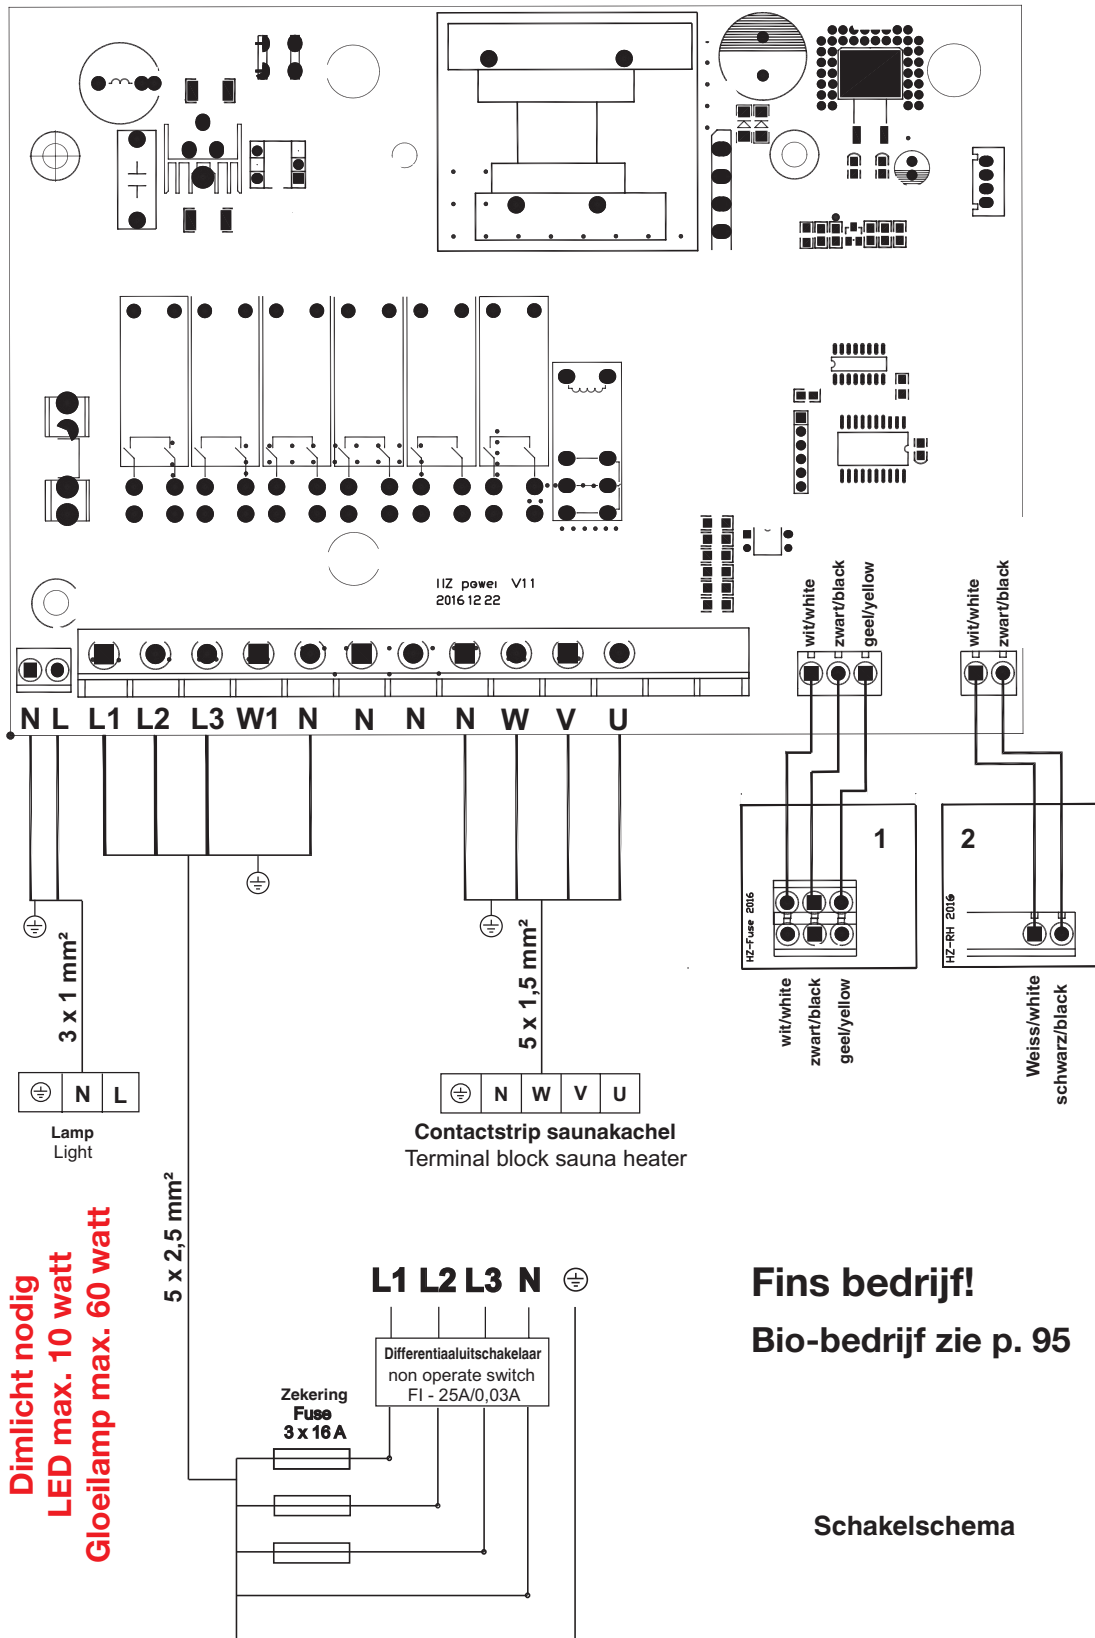 IIZ power V1.1
2016 12 22
wit/white
zwart/black
geel/yellow
wit/white
zwart/black
N L L1 L2 L3 W1 N N N N W V U
1
HZ-Fuse 2016
2
HZ-RH 2016
wit/white
zwart/black
geel/yellow
Weiss/white
schwarz/black
3 x 1 mm²
5 x 1,5 mm²
N L
Lamp
Light
N W V U
Contactstrip saunakachel
Terminal block sauna heater
5 x 2,5 mm²
Dimlicht nodig
LED max. 10 watt
Gloeilamp max. 60 watt
L1 L2 L3 N
Differentiaaluitschakelaar
non operate switch
FI - 25A/0,03A
Zekering
Fuse
3 x 16 A
Fins bedrijf!
Bio-bedrijf zie p. 95
Schakelschema